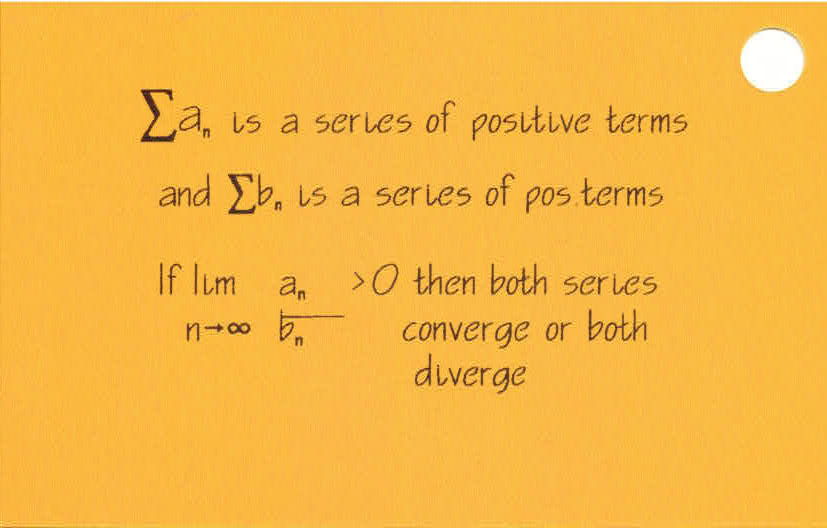 ∑aₙ is a series of positive terms
and ∑bₙ is a series of pos. terms
If lim aₙ > 0 then both series
n→∞ bₙ converge or both
diverge